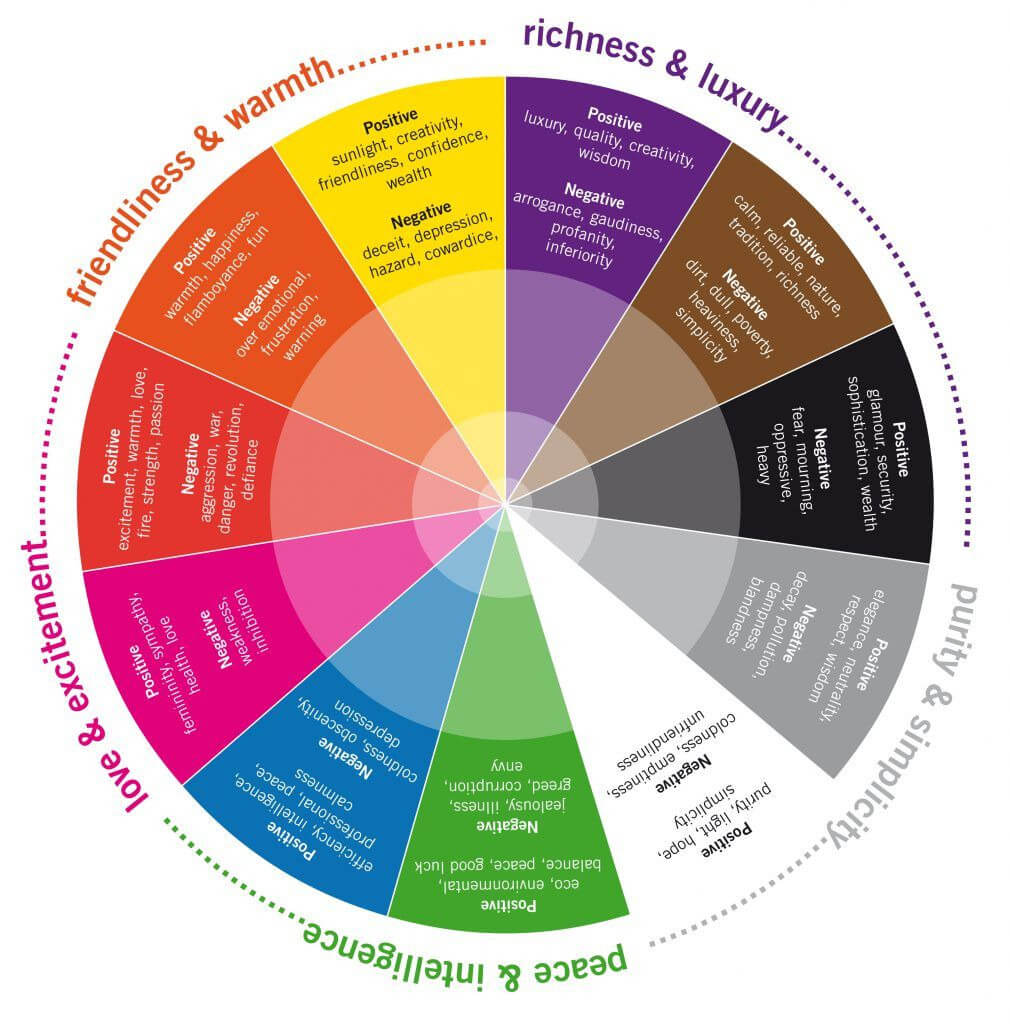 richness & luxury
Positive
luxury, quality, creativity,
wisdom
Negative
arrogance, gaudiness,
profanity,
inferiority
Positive
calm, reliable, nature,
tradition, richness
Negative
dirt, dull, poverty,
heaviness,
simplicity
Positive
glamour, security,
sophistication, wealth
Negative
fear, mourning,
oppressive,
heavy
purity & simplicity
Positive
elegance, neutrality,
respect, wisdom
Negative
decay, pollution,
dampness,
blandness
Positive
purity, light, hope,
simplicity
Negative
coldness, emptiness,
unfriendliness
peace & intelligence
Positive
eco, environmental,
balance, peace, good luck
Negative
jealousy, illness,
greed, corruption,
envy
Positive
efficiency, intelligence,
professional, peace,
calmness
Negative
coldness, obscenity,
depression
love & excitement
Positive
femininity, sympathy,
health, love
Negative
weakness,
inhibition
Positive
excitement, warmth, love,
fire, strength, passion
Negative
aggression, war,
danger, revolution,
defiance
friendliness & warmth
Positive
warmth, happiness,
flamboyance, fun
Negative
over emotional,
frustration,
warning
Positive
sunlight, creativity,
friendliness, confidence,
wealth
Negative
deceit, depression,
hazard, cowardice,